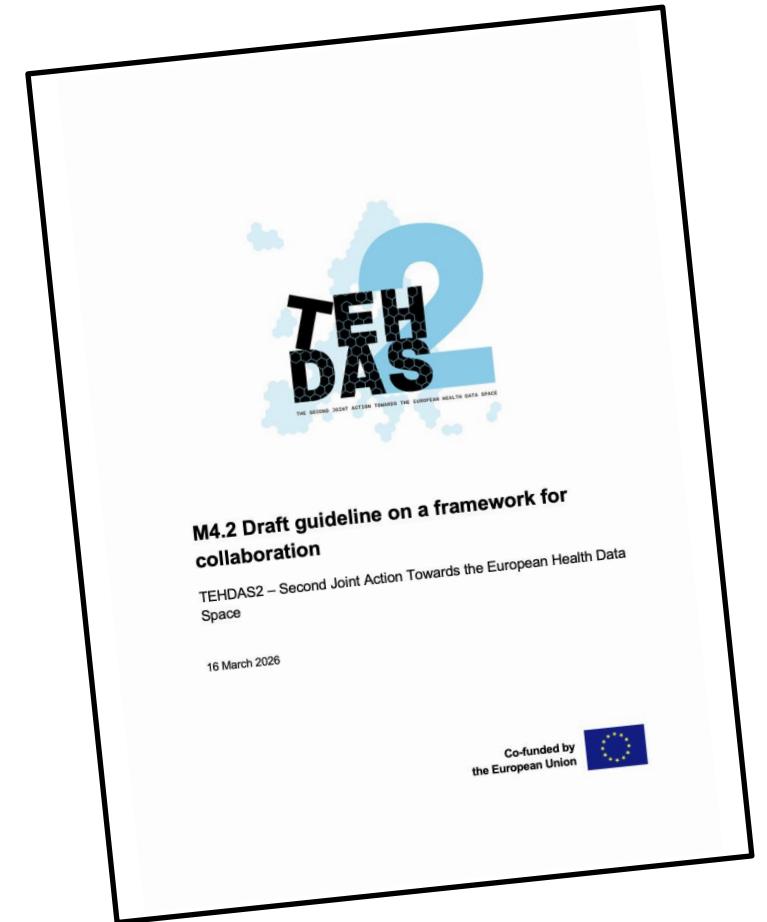 TEHDAS
2
THE SECOND JOINT ACTION TOWARDS THE EUROPEAN HEALTH DATA SPACE
M4.2 Draft guideline on a framework for
collaboration
TEHDAS2 – Second Joint Action Towards the European Health Data
Space
16 March 2026
Co-funded by
the European Union